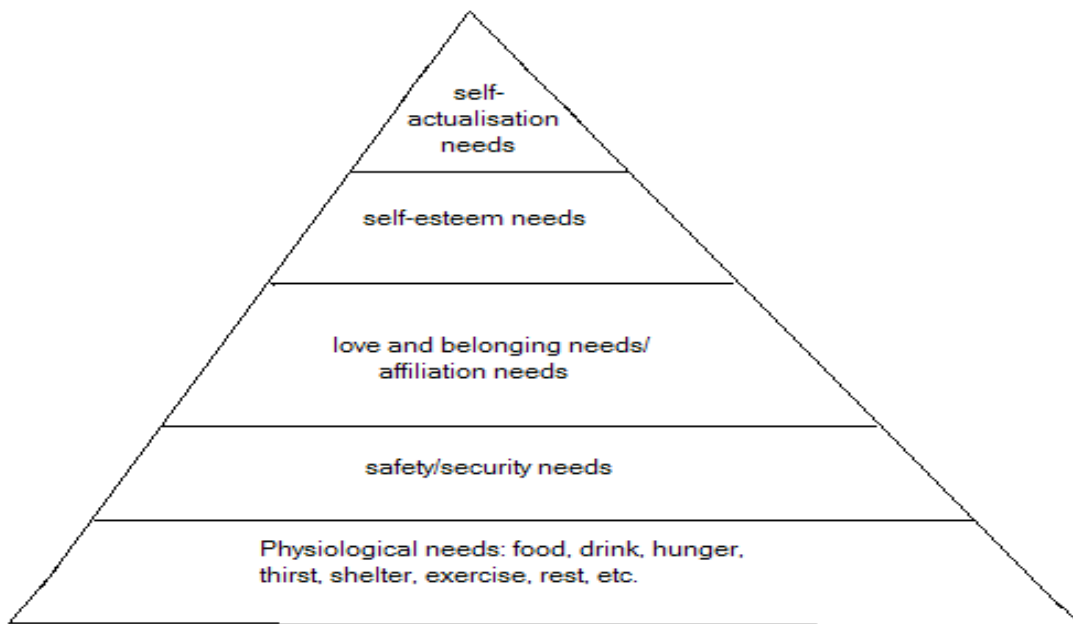 self-
actualisation
needs
self-esteem needs
love and belonging needs/
affiliation needs
safety/security needs
Physiological needs: food, drink, hunger,
thirst, shelter, exercise, rest, etc.